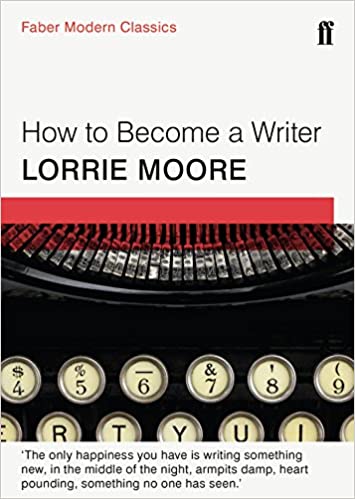 Faber Modern Classics
ff
How to Become a Writer
LORRIE MOORE
$ % — & ' (
4 5 6 7 8 9
E R T Y U I
‘The only happiness you have is writing something
new, in the middle of the night, armpits damp, heart
pounding, something no one has seen.’